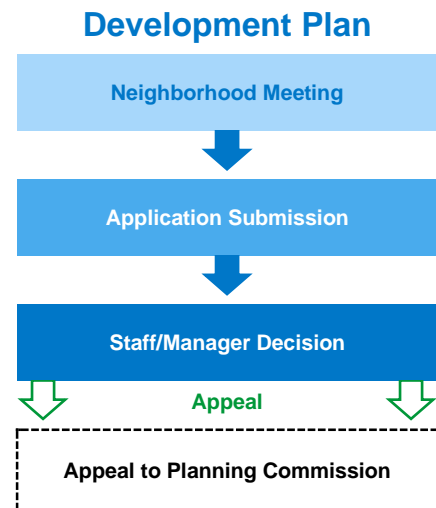 Development Plan
Neighborhood Meeting
Application Submission
Staff/Manager Decision
Appeal
Appeal to Planning Commission